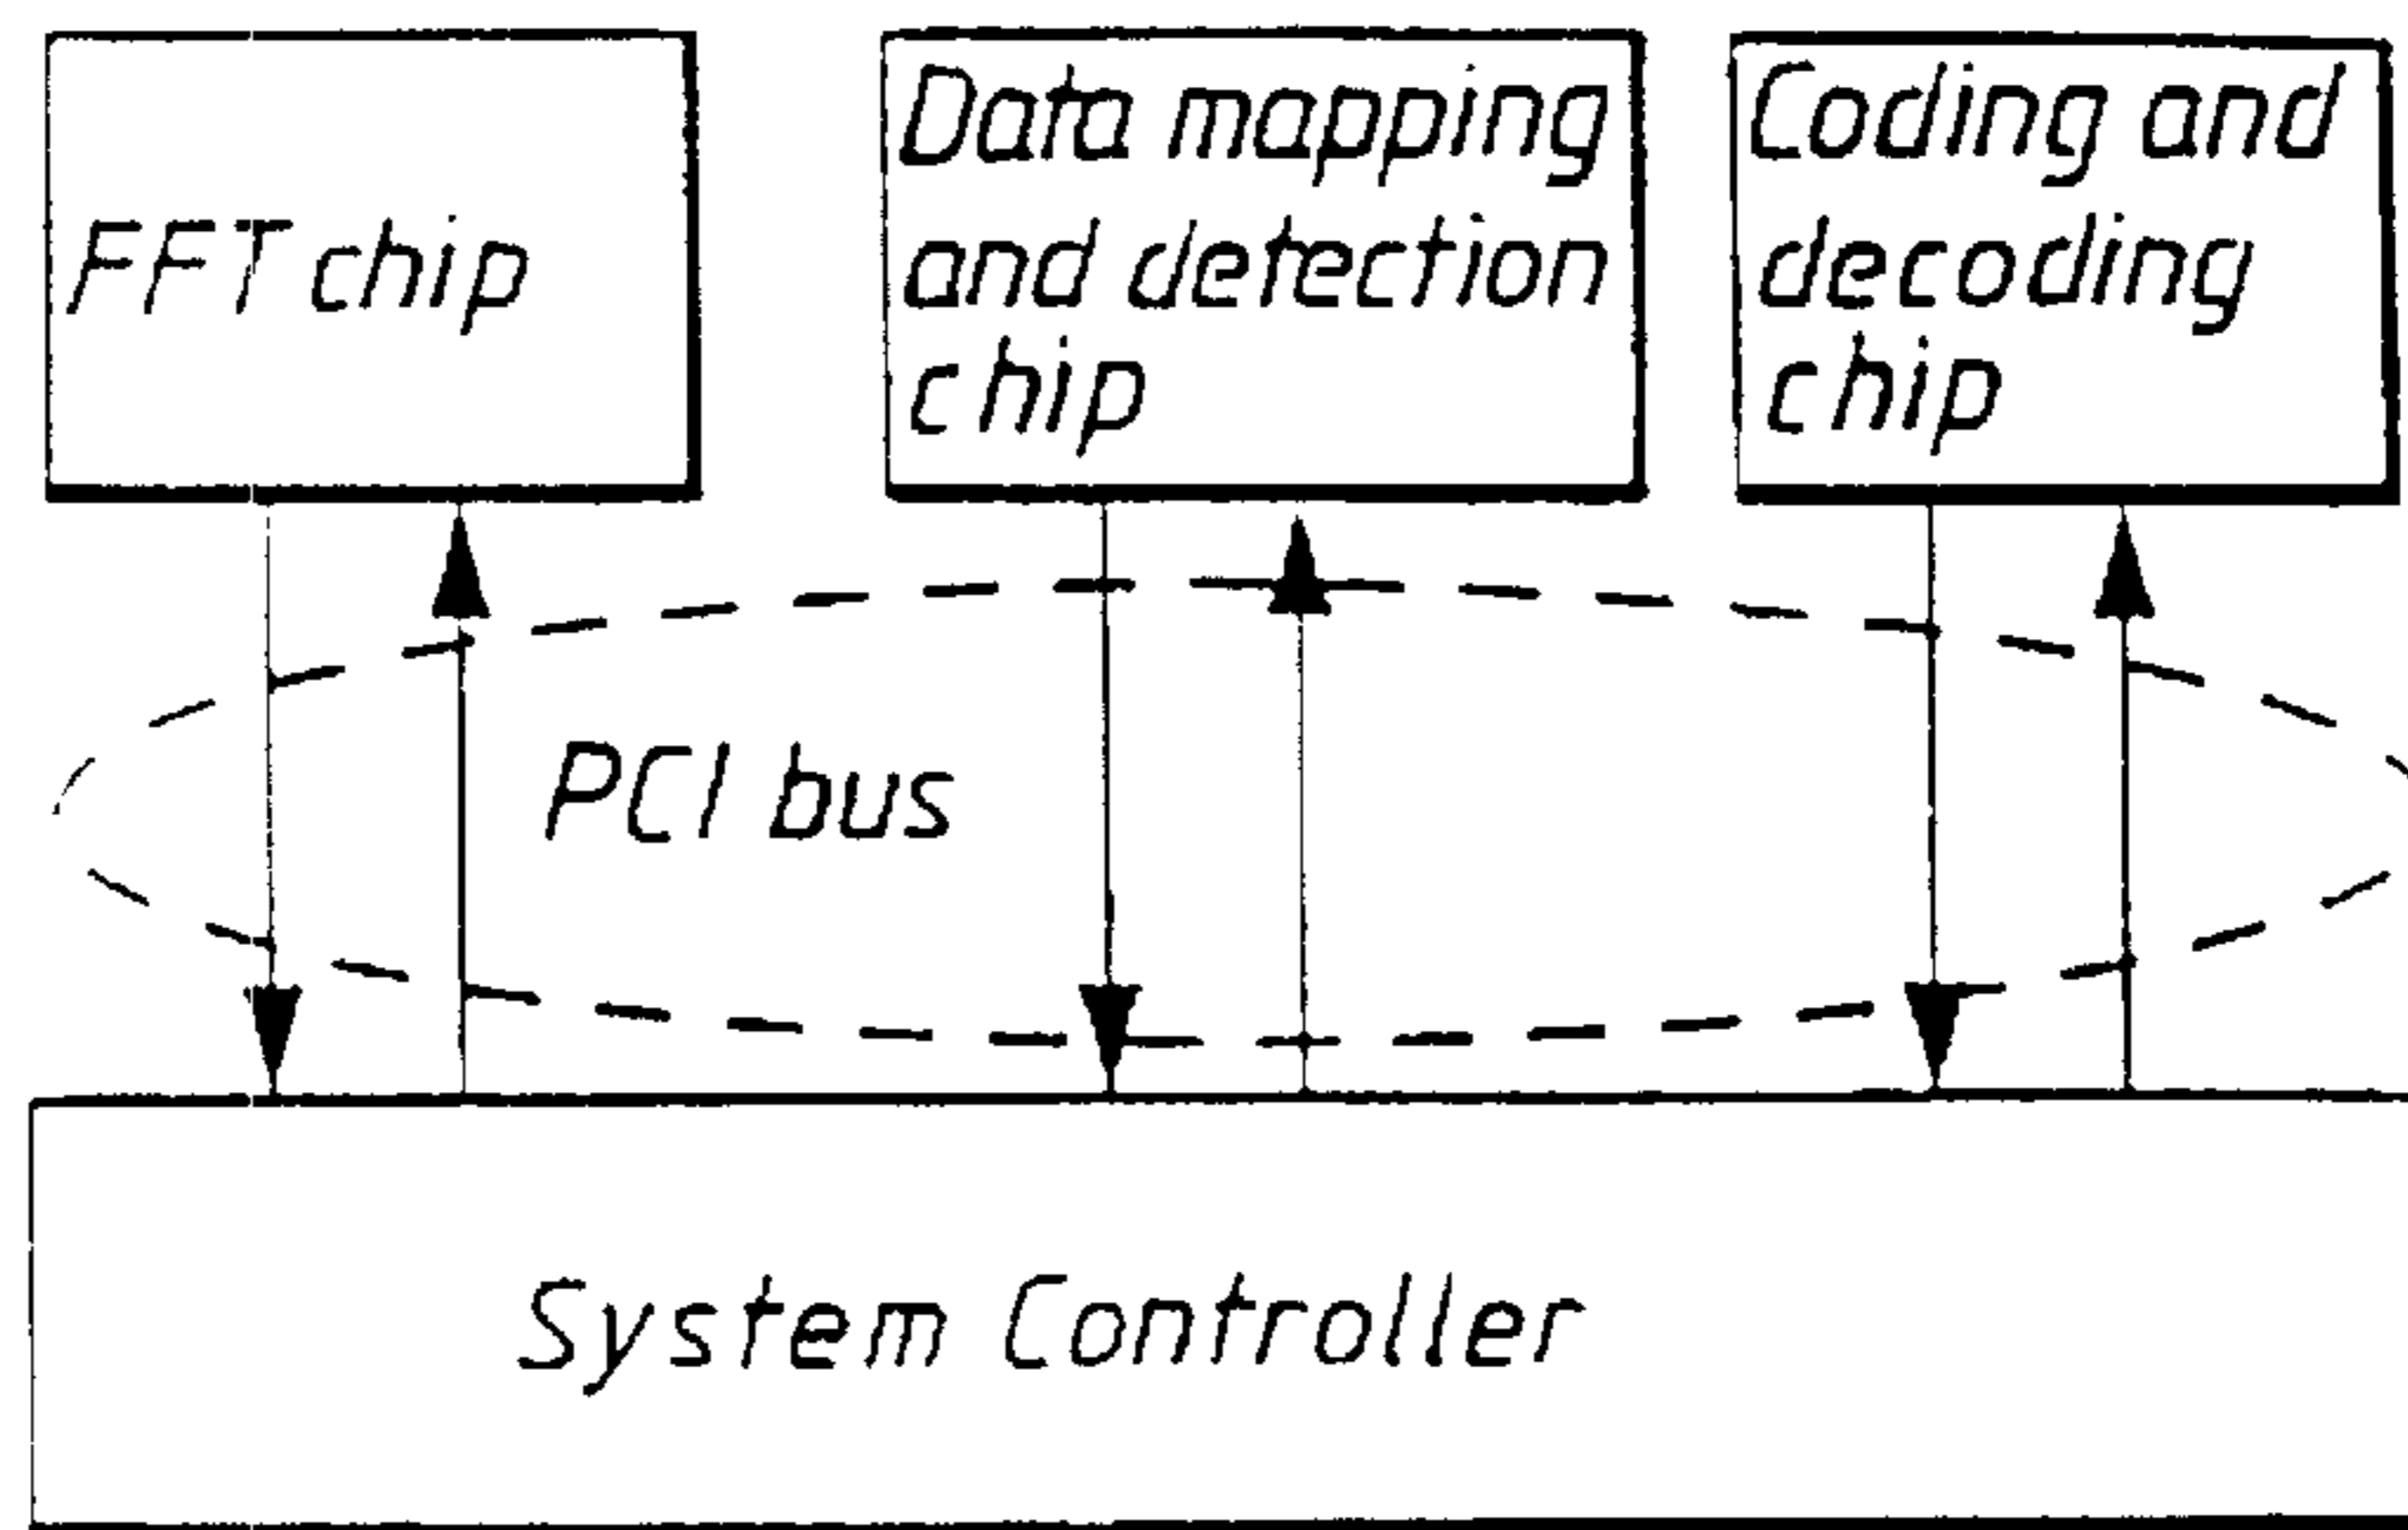 FFT chip
Data mapping
and detection
chip
Coding and
decoding
chip
PCI bus
System Controller